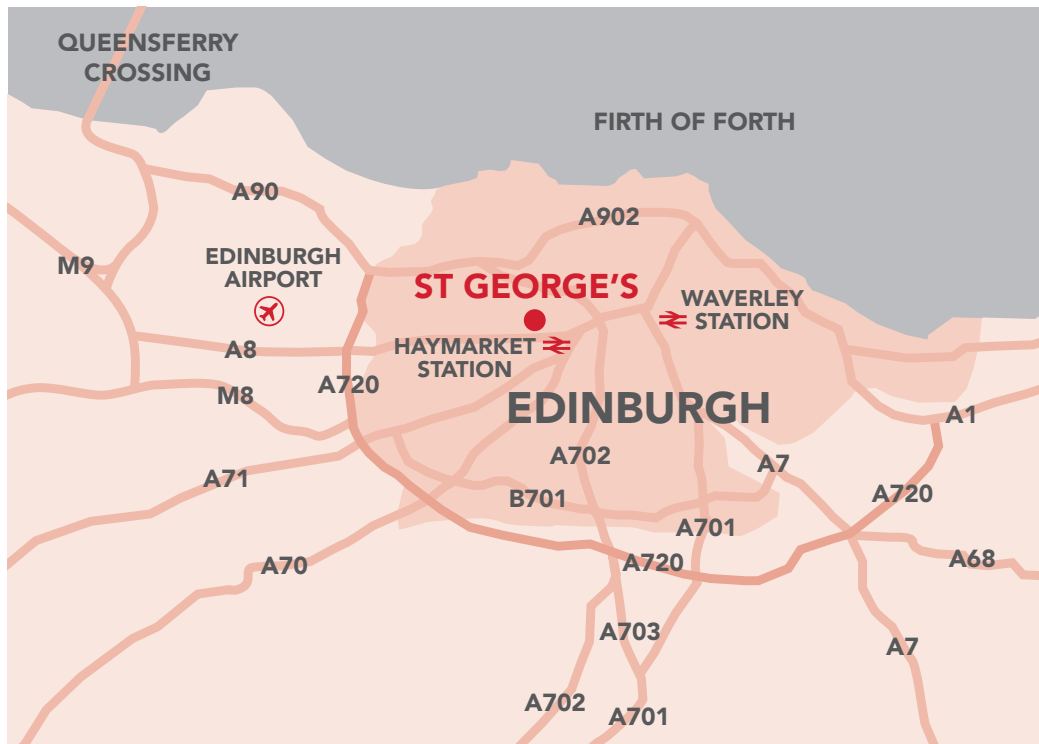 QUEENSFERRY
CROSSING
FIRTH OF FORTH
A90
A902
M9
EDINBURGH
AIRPORT
ST GEORGE’S
WAVERLEY
STATION
A8
HAYMARKET
STATION
A720
M8
EDINBURGH
A1
A702
A7
A71
B701
A720
A701
A70
A720
A68
A703
A7
A702
A701